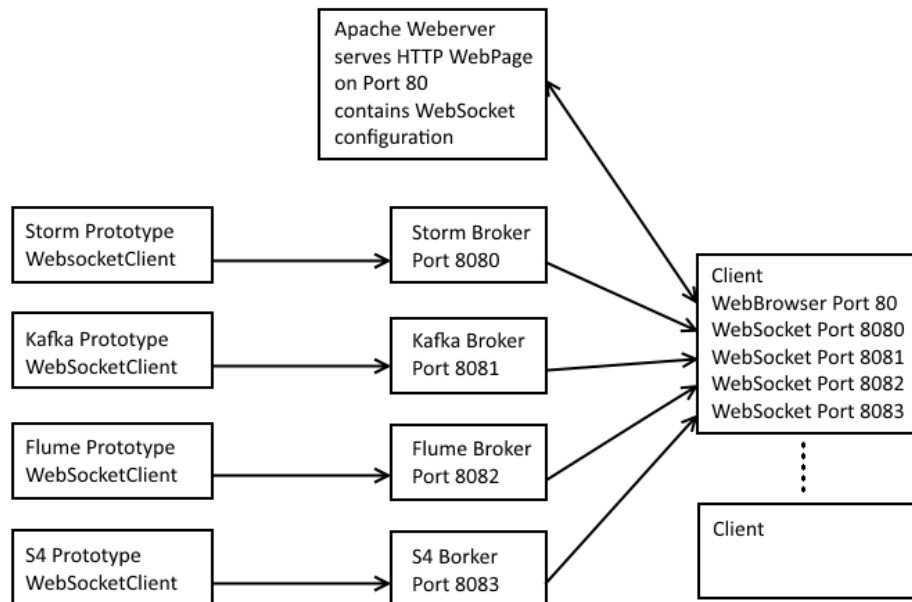 Apache Weberver
serves HTTP WebPage
on Port 80
contains WebSocket
configuration
Storm Prototype
WebsocketClient
Storm Broker
Port 8080
Kafka Prototype
WebSocketClient
Kafka Broker
Port 8081
Flume Prototype
WebSocketClient
Flume Broker
Port 8082
S4 Prototype
WebSocketClient
S4 Borker
Port 8083
Client
WebBrowser Port 80
WebSocket Port 8080
WebSocket Port 8081
WebSocket Port 8082
WebSocket Port 8083
Client